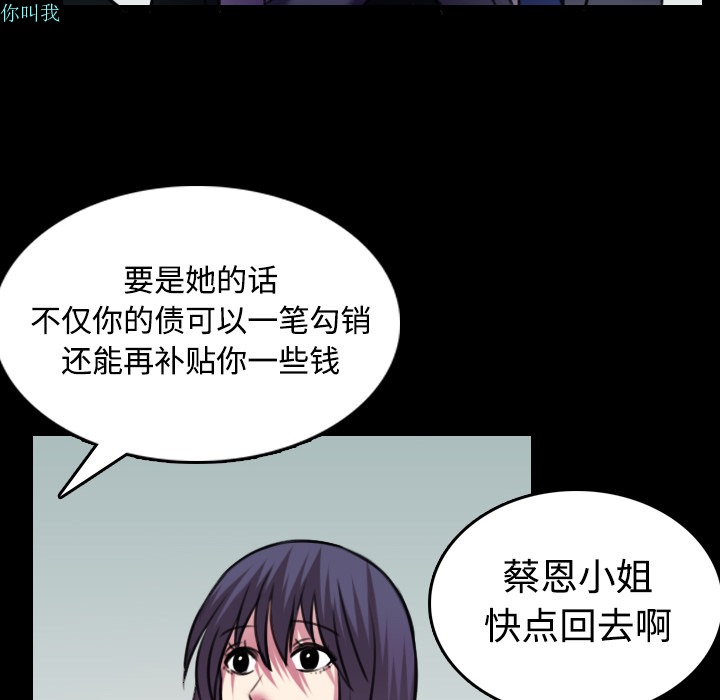 你叫我
要是她的话
不仅你的债可以一笔勾销
还能再补贴你一些钱
蔡恩小姐
快点回去啊